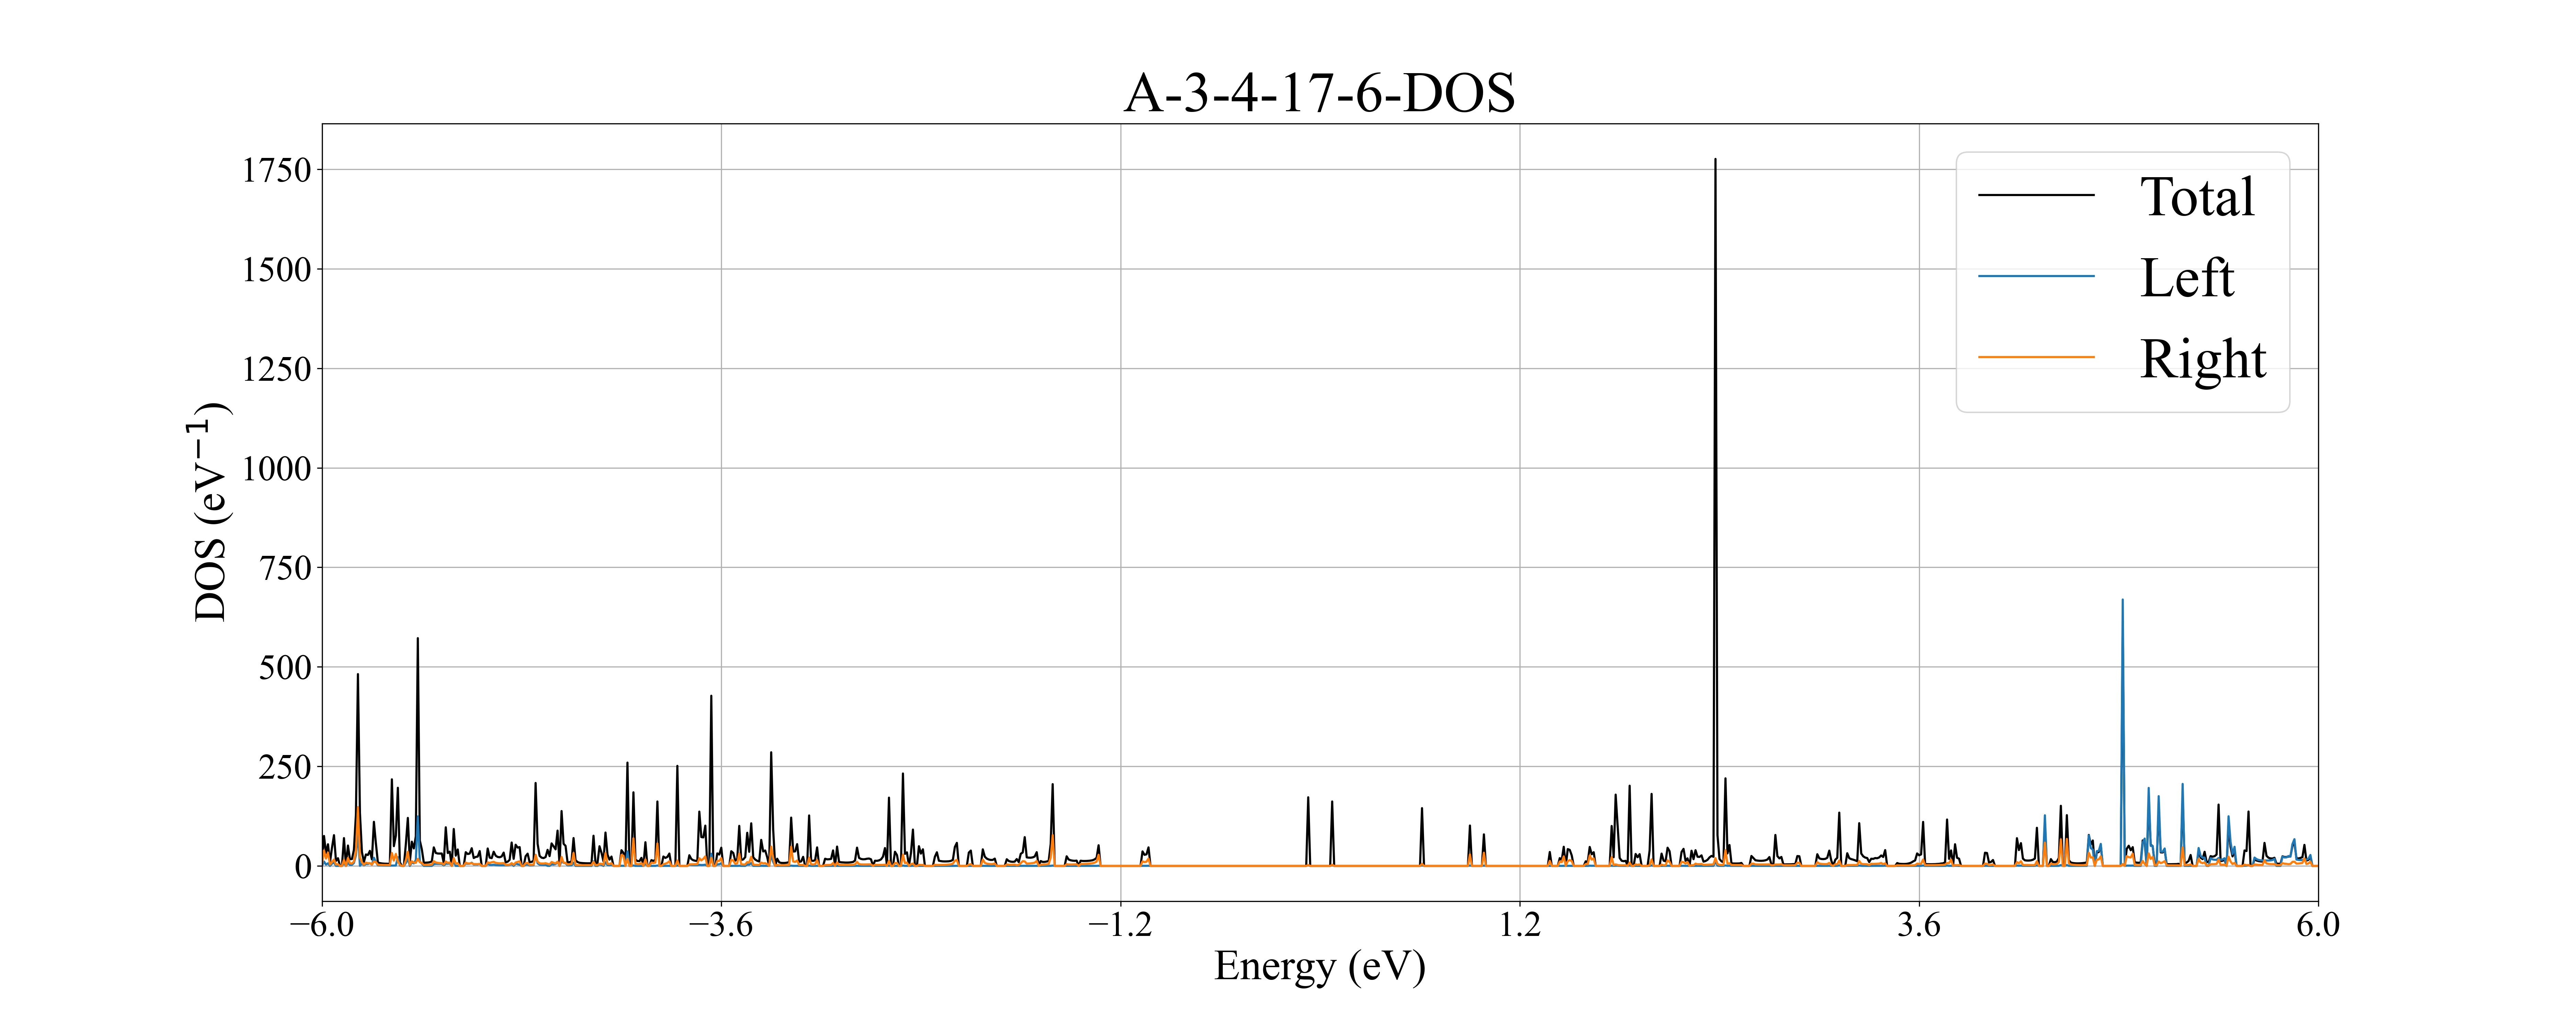 A-3-4-17-6-DOS
1750
1500
1250
1000
750
500
250
0
DOS (eV⁻¹)
Total
Left
Right
−6.0 −3.6 −1.2 1.2 3.6 6.0
Energy (eV)